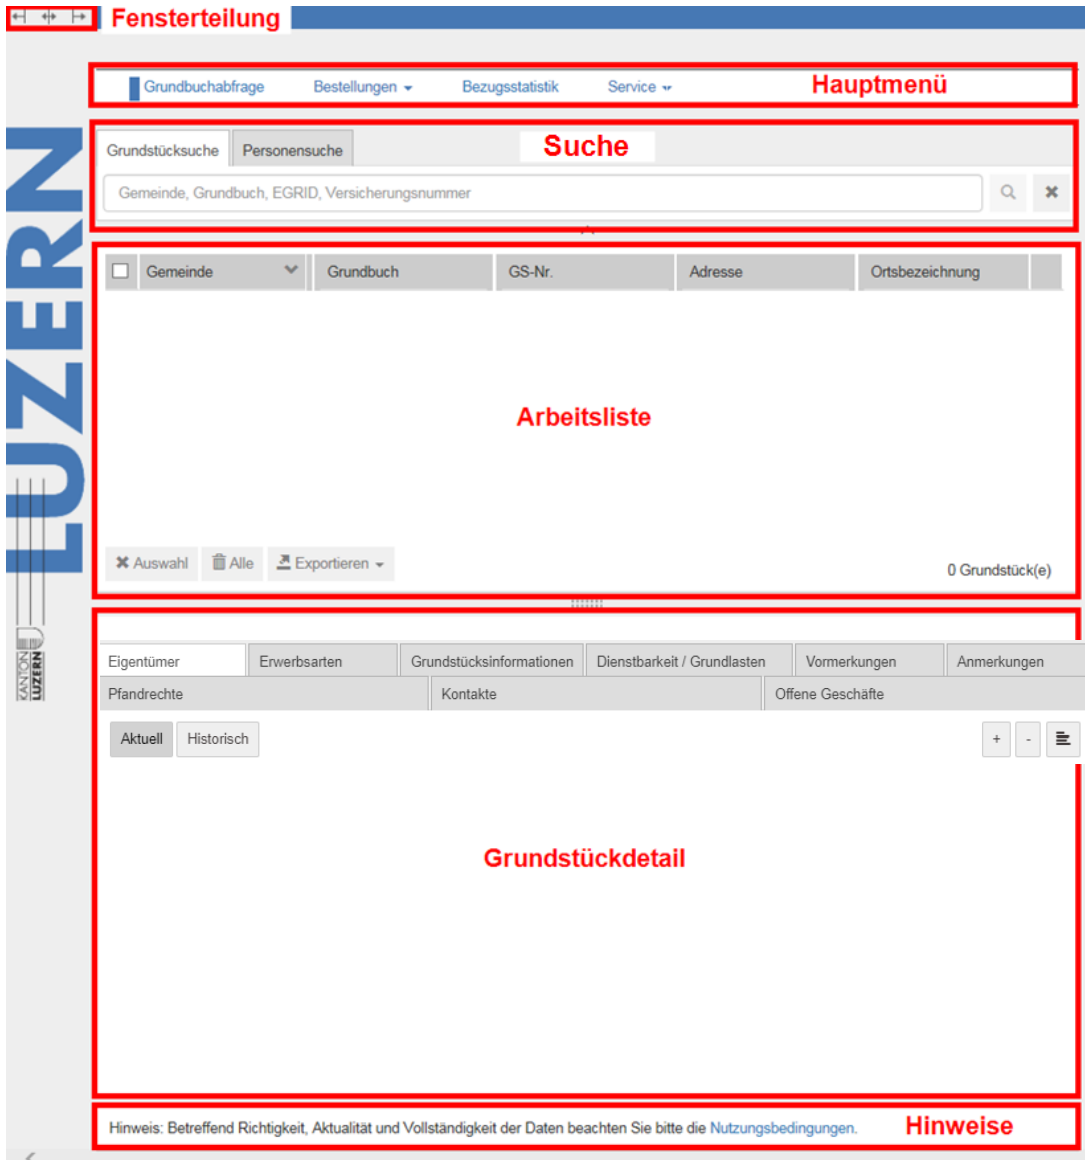 Fensterteilung
Grundbuchabfrage Bestellungen Bezugsstatistik Service Hauptmenü
LUZERN
Grundstücksuche Personensuche Suche
Gemeinde, Grundbuch, EGRID, Versicherungsnummer
Gemeinde Grundbuch GS-Nr. Adresse Ortsbezeichnung
Arbeitsliste
Auswahl Alle Exportieren
0 Grundstück(e)
KANTON
LUZERN
Eigentümer Erwerbsarten Grundstücksinformationen Dienstbarkeit / Grundlasten Vormerkungen Anmerkungen
Pfandrechte Kontakte Offene Geschäfte
Aktuell Historisch + -
Grundstückdetail
Hinweis: Betreffend Richtigkeit, Aktualität und Vollständigkeit der Daten beachten Sie bitte die Nutzungsbedingungen. Hinweise